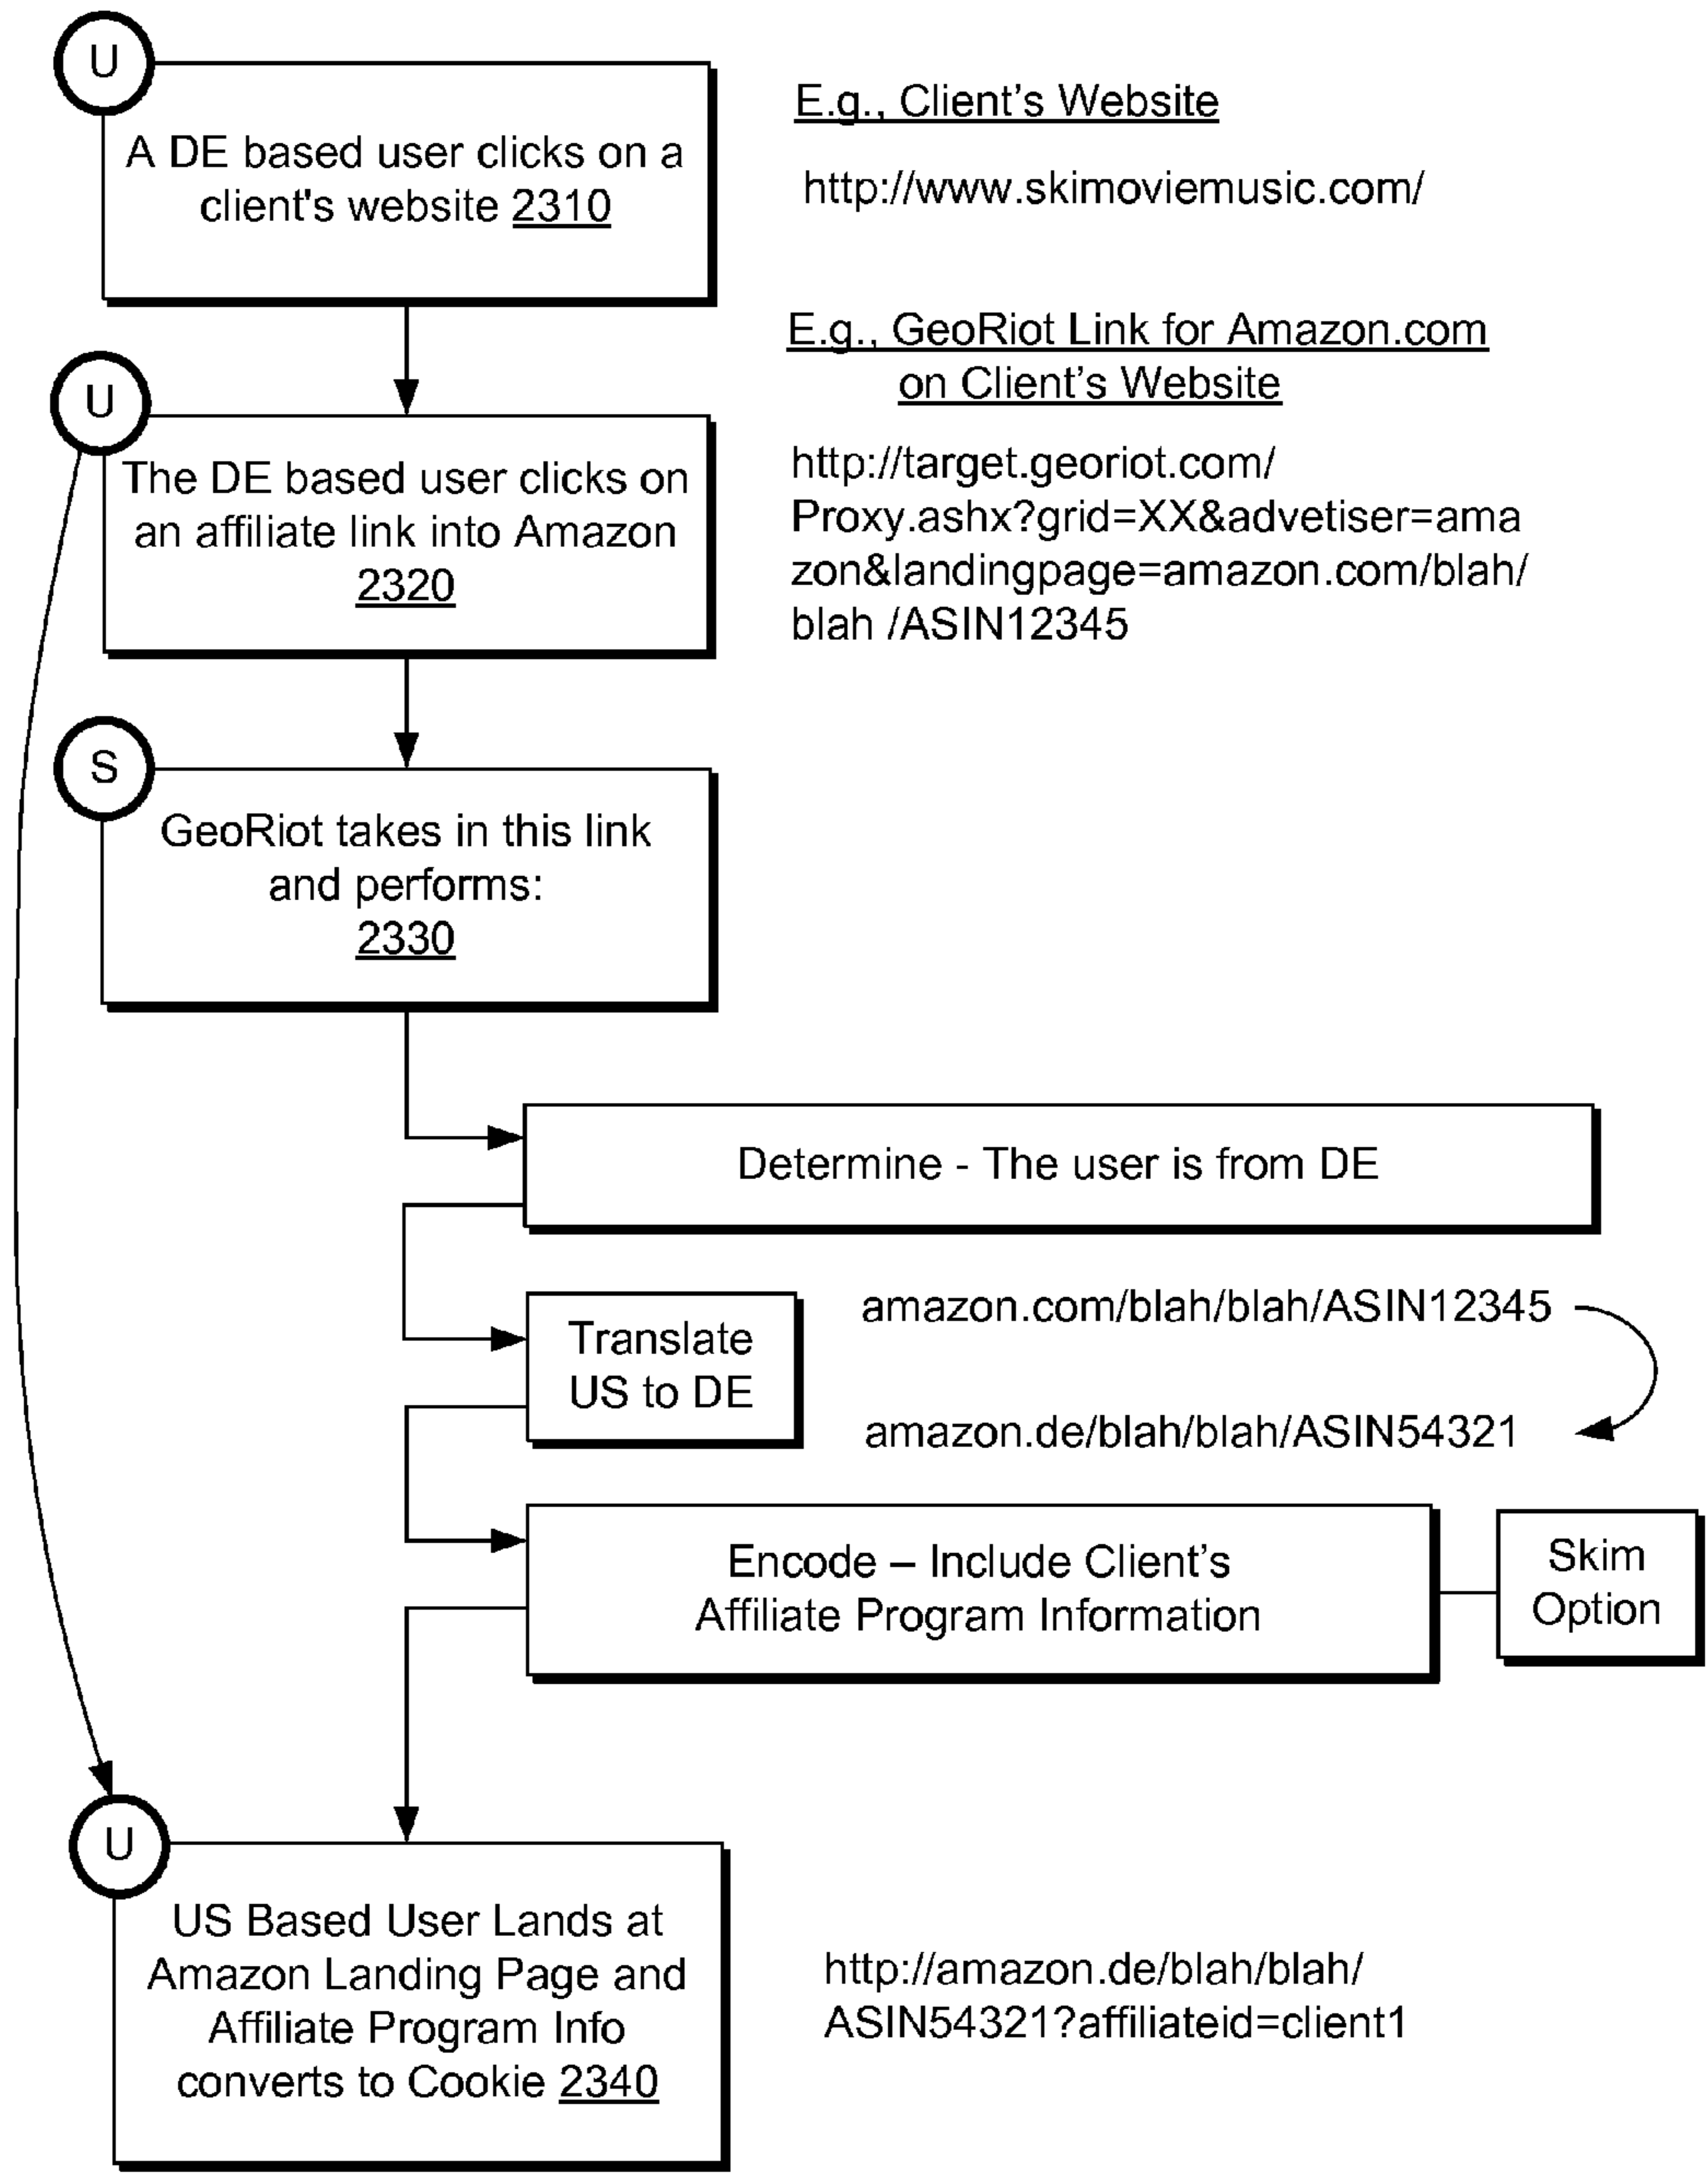 U
A DE based user clicks on a
client's website 2310
E.g., Client’s Website
http://www.skimoviemusic.com/
E.g., GeoRiot Link for Amazon.com
on Client’s Website
U
The DE based user clicks on
an affiliate link into Amazon
2320
http://target.georiot.com/
Proxy.ashx?grid=XX&advetiser=ama
zon&landingpage=amazon.com/blah/
blah /ASIN12345
S
GeoRiot takes in this link
and performs:
2330
Determine - The user is from DE
Translate
US to DE
amazon.com/blah/blah/ASIN12345
amazon.de/blah/blah/ASIN54321
Encode – Include Client’s
Affiliate Program Information
Skim
Option
U
US Based User Lands at
Amazon Landing Page and
Affiliate Program Info
converts to Cookie 2340
http://amazon.de/blah/blah/
ASIN54321?affiliateid=client1